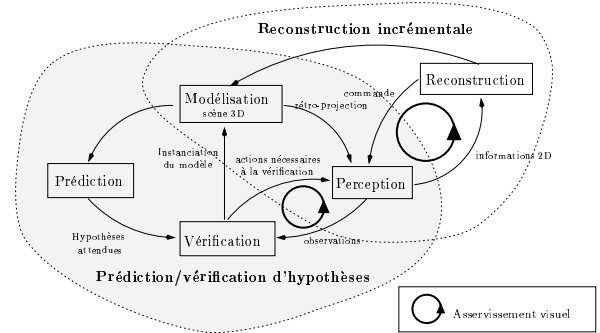 Reconstruction incrémentale
Reconstruction
Modélisation
scène 3D
commande
rétro-projection
Instanciation
du modèle
actions nécessaires
à la vérification
informations 2D
Prédiction
Perception
Hypothèses
attendues
Vérification
observations
Prédiction/vérification d'hypothèses
Asservissement visuel